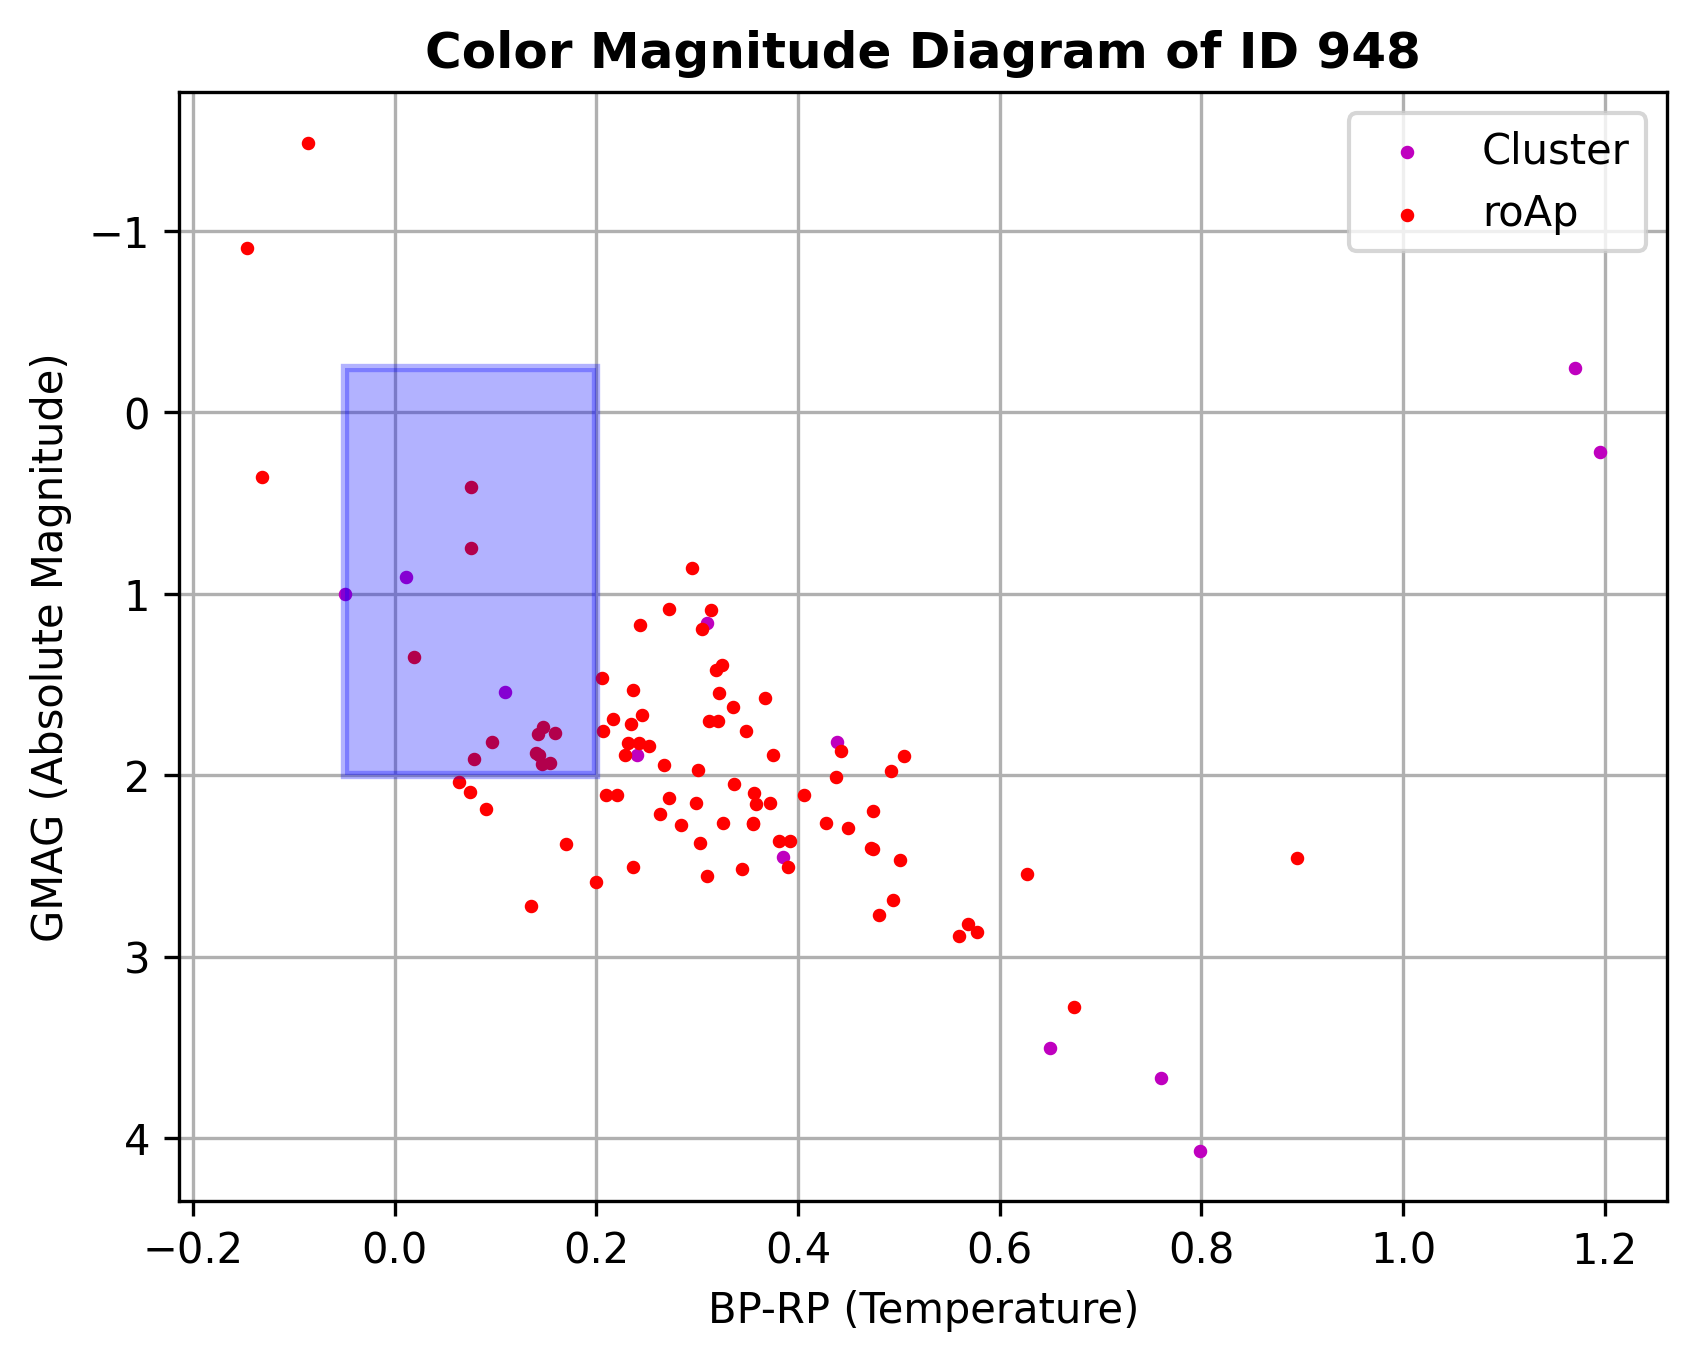 Color Magnitude Diagram of ID 948
Cluster
roAp
GMAG (Absolute Magnitude)
−1
0
1
2
3
4
−0.2 0.0 0.2 0.4 0.6 0.8 1.0 1.2
BP-RP (Temperature)